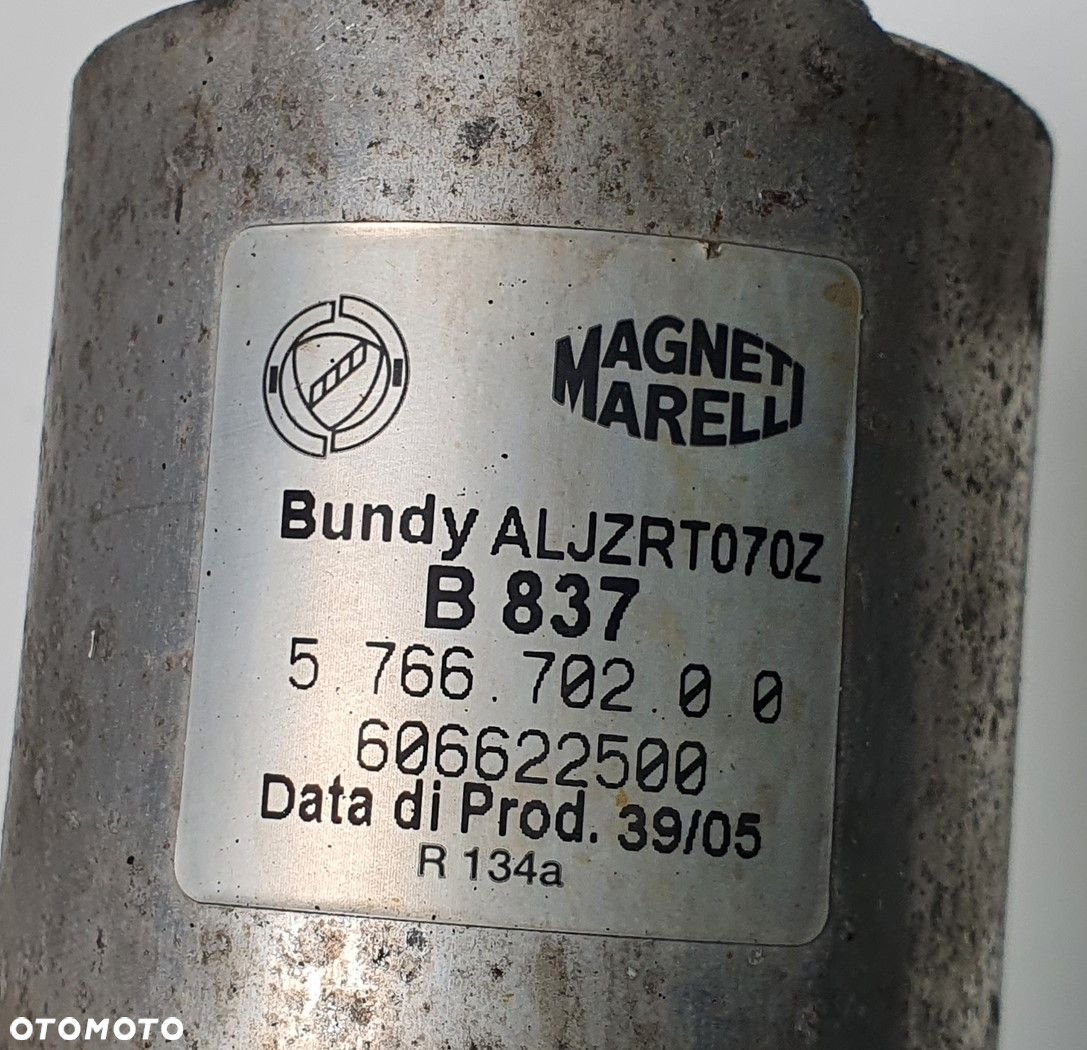 MAGNETI
MARELLI
Bundy ALJZRT070Z
B 837
5 766.702.0 0
606622500
Data di Prod. 39/05
R 134a
OTOMOTO